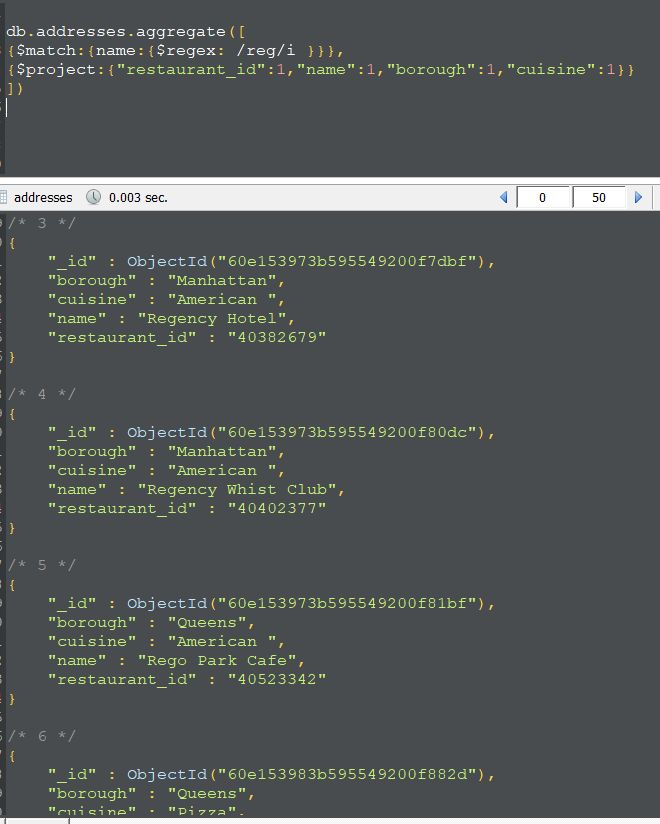 db.addresses.aggregate([
{$match:{name:{$regex: /reg/i }}},
{$project:{"restaurant_id":1,"name":1,"borough":1,"cuisine":1}}
])
addresses 0.003 sec. 0 50
/* 3 */
{
"_id" : ObjectId("60e153973b595549200f7dbf"),
"borough" : "Manhattan",
"cuisine" : "American ",
"name" : "Regency Hotel",
"restaurant_id" : "40382679"
}
/* 4 */
{
"_id" : ObjectId("60e153973b595549200f80dc"),
"borough" : "Manhattan",
"cuisine" : "American ",
"name" : "Regency Whist Club",
"restaurant_id" : "40402377"
}
/* 5 */
{
"_id" : ObjectId("60e153973b595549200f81bf"),
"borough" : "Queens",
"cuisine" : "American ",
"name" : "Rego Park Cafe",
"restaurant_id" : "40523342"
}
/* 6 */
{
"_id" : ObjectId("60e153983b595549200f882d"),
"borough" : "Queens",
"cuisine" : "Pizza",